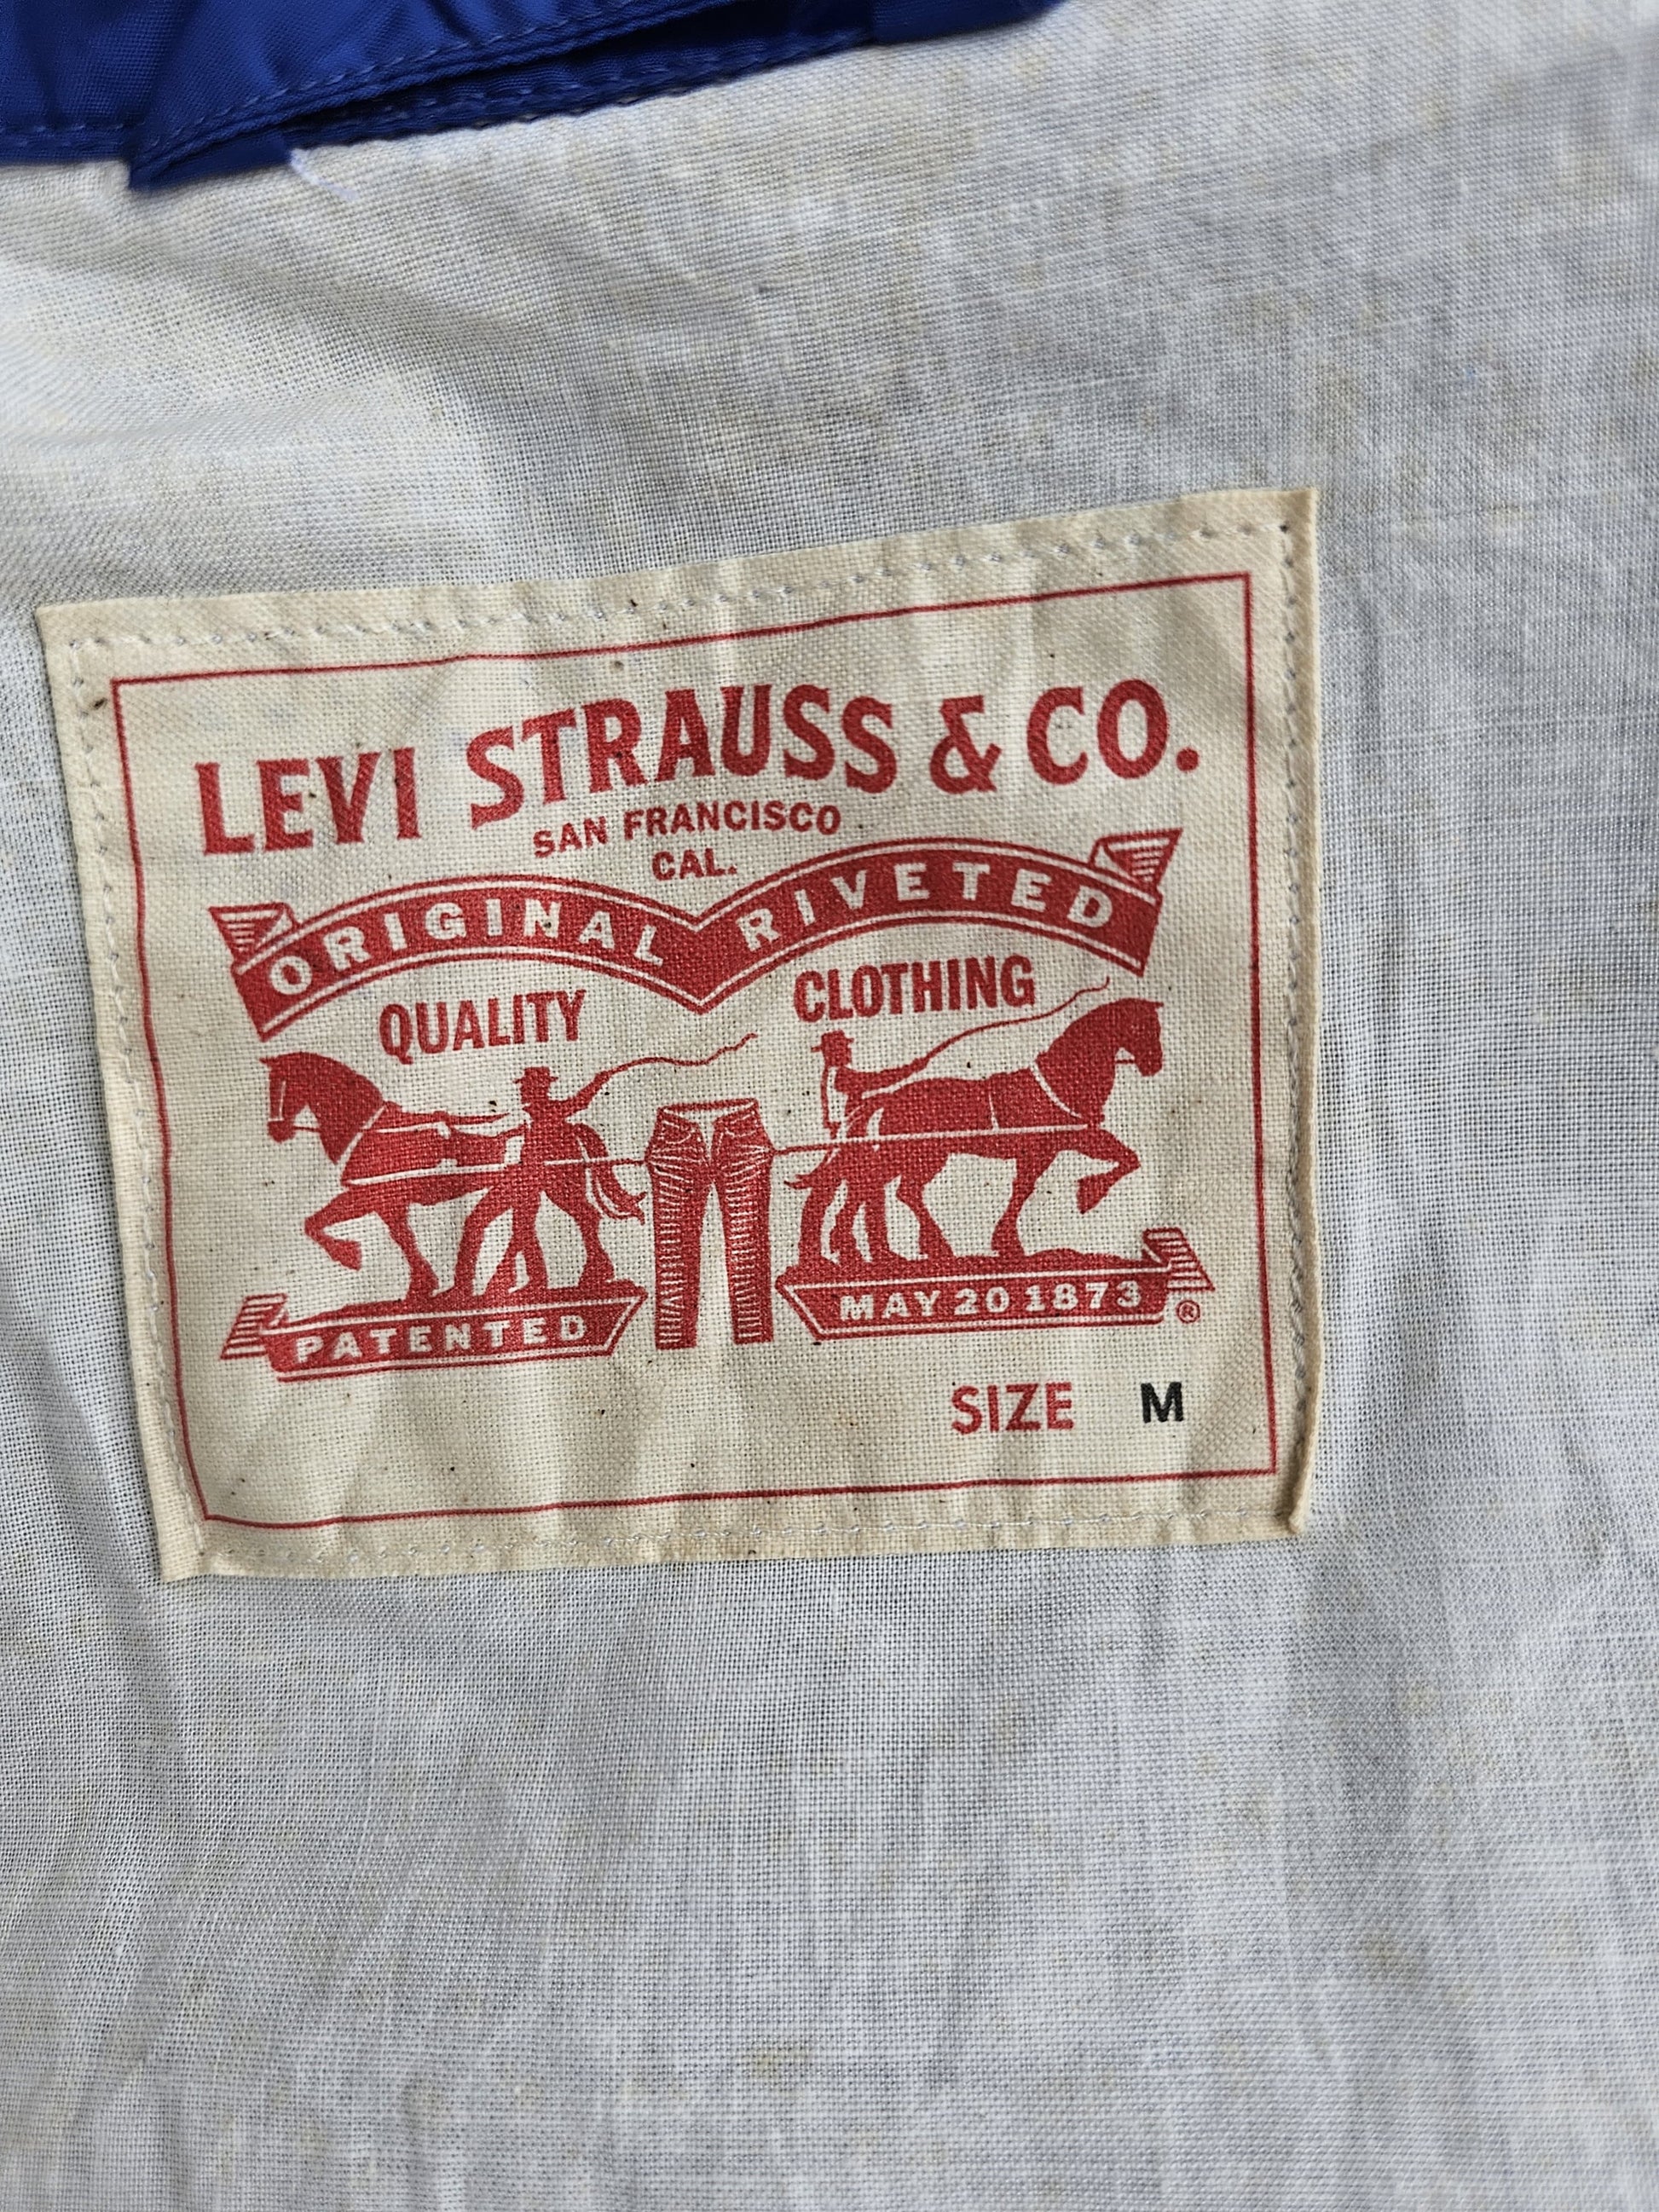 LEVI STRAUSS & CO.
SAN FRANCISCO
CAL.
ORIGINAL RIVETED
QUALITY CLOTHING
PATENTED MAY 20 1873 ®
SIZE M